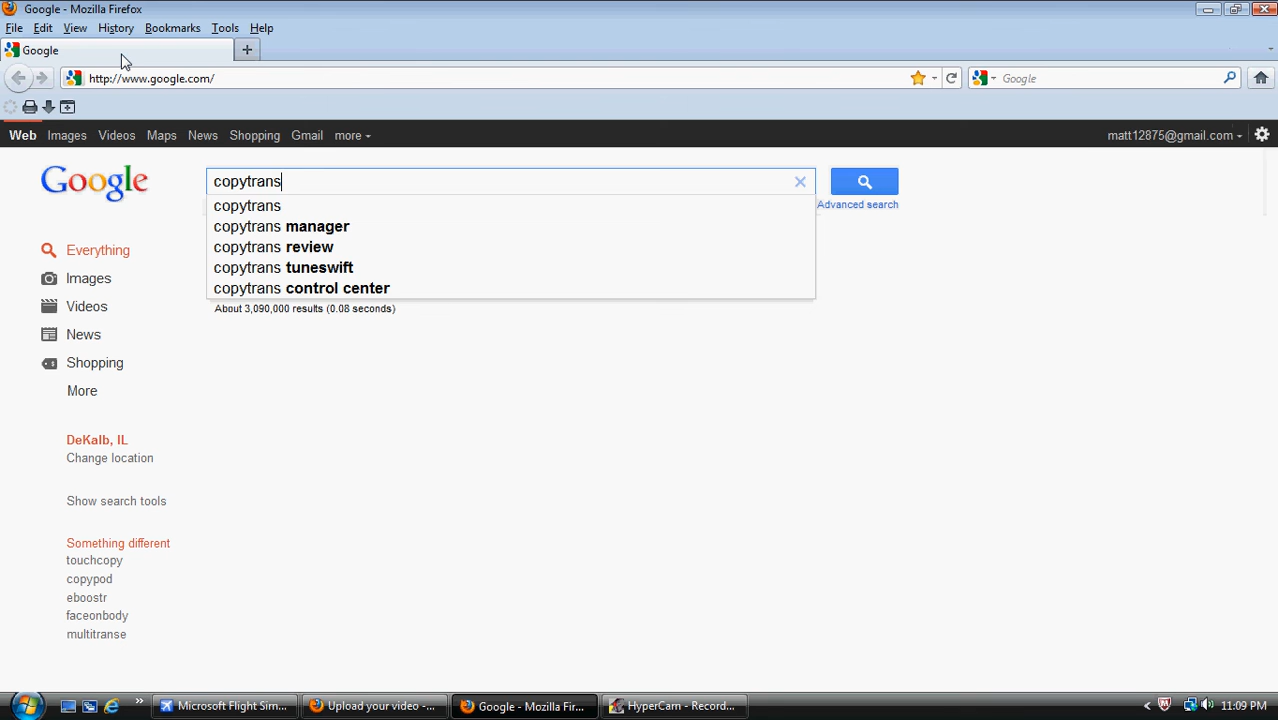 Google - Mozilla Firefox
File Edit View History Bookmarks Tools Help
Google
http://www.google.com/
Google
Web Images Videos Maps News Shopping Gmail more
matt12875@gmail.com
Google
copytrans
Advanced search
copytrans
copytrans manager
copytrans review
copytrans tuneswift
copytrans control center
About 3,090,000 results (0.08 seconds)
Everything
Images
Videos
News
Shopping
More
DeKalb, IL
Change location
Show search tools
Something different
touchcopy
copypod
eboostr
faceonbody
multitranse
Microsoft Flight Sim... Upload your video -... Google - Mozilla Fir... HyperCam - Record... 11:09 PM